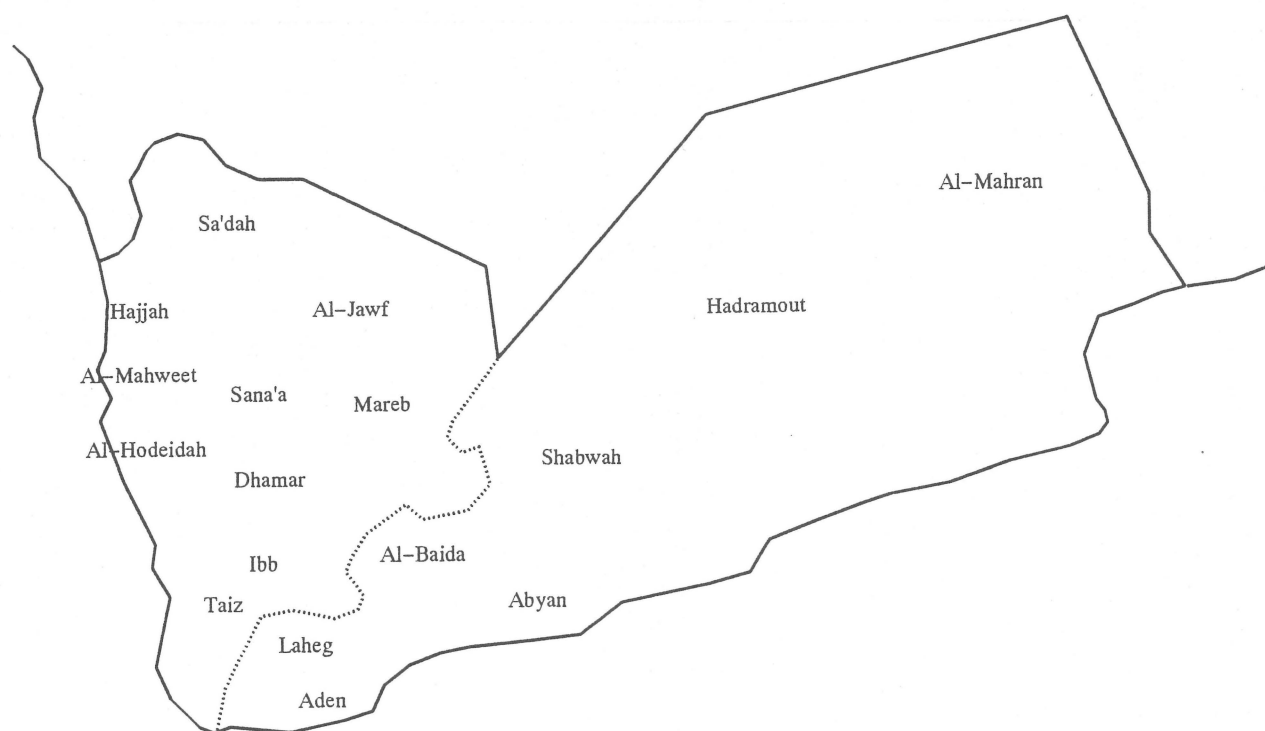 Al–Mahran
Sa'dah
Hajjah
Al–Jawf
Hadramout
Al–Mahweet
Sana'a
Mareb
Al–Hodeidah
Shabwah
Dhamar
Ibb
Al–Baida
Taiz
Abyan
Laheg
Aden